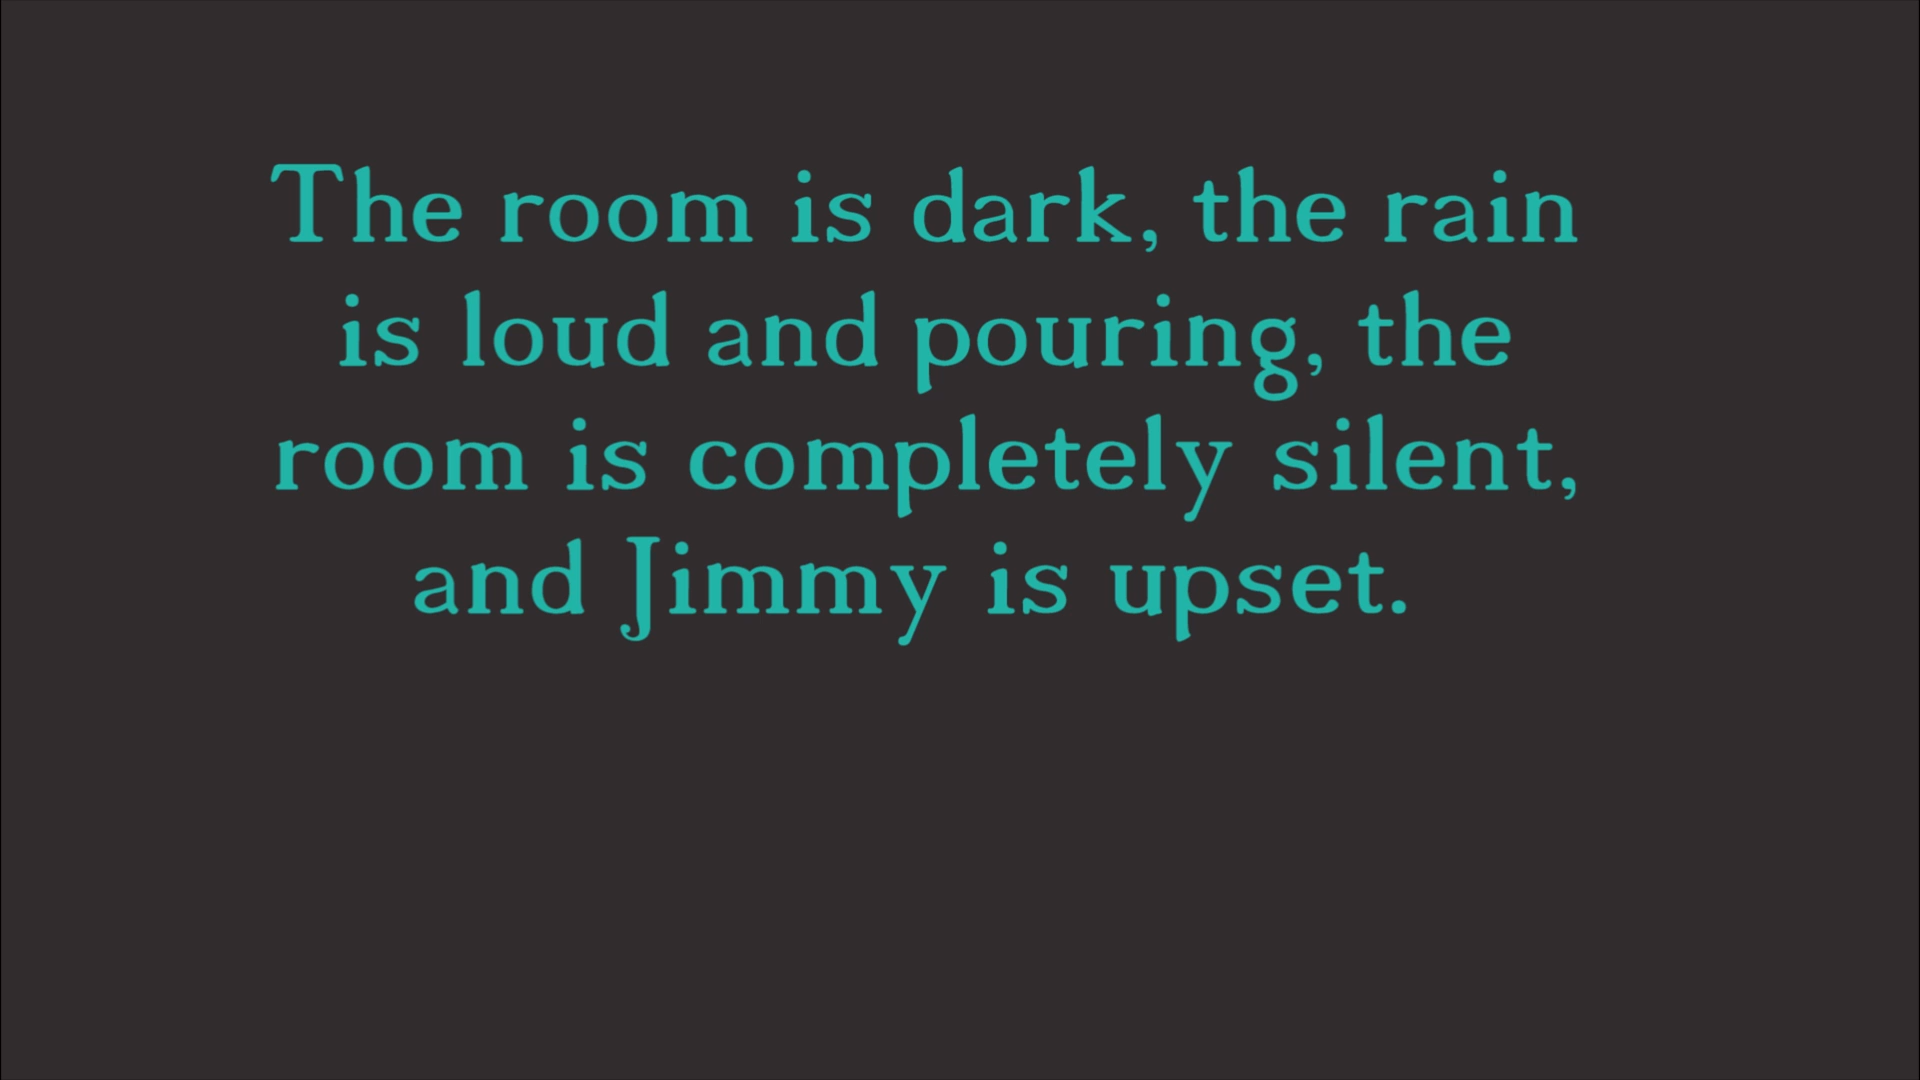 The room is dark, the rain
is loud and pouring, the
room is completely silent,
and Jimmy is upset.